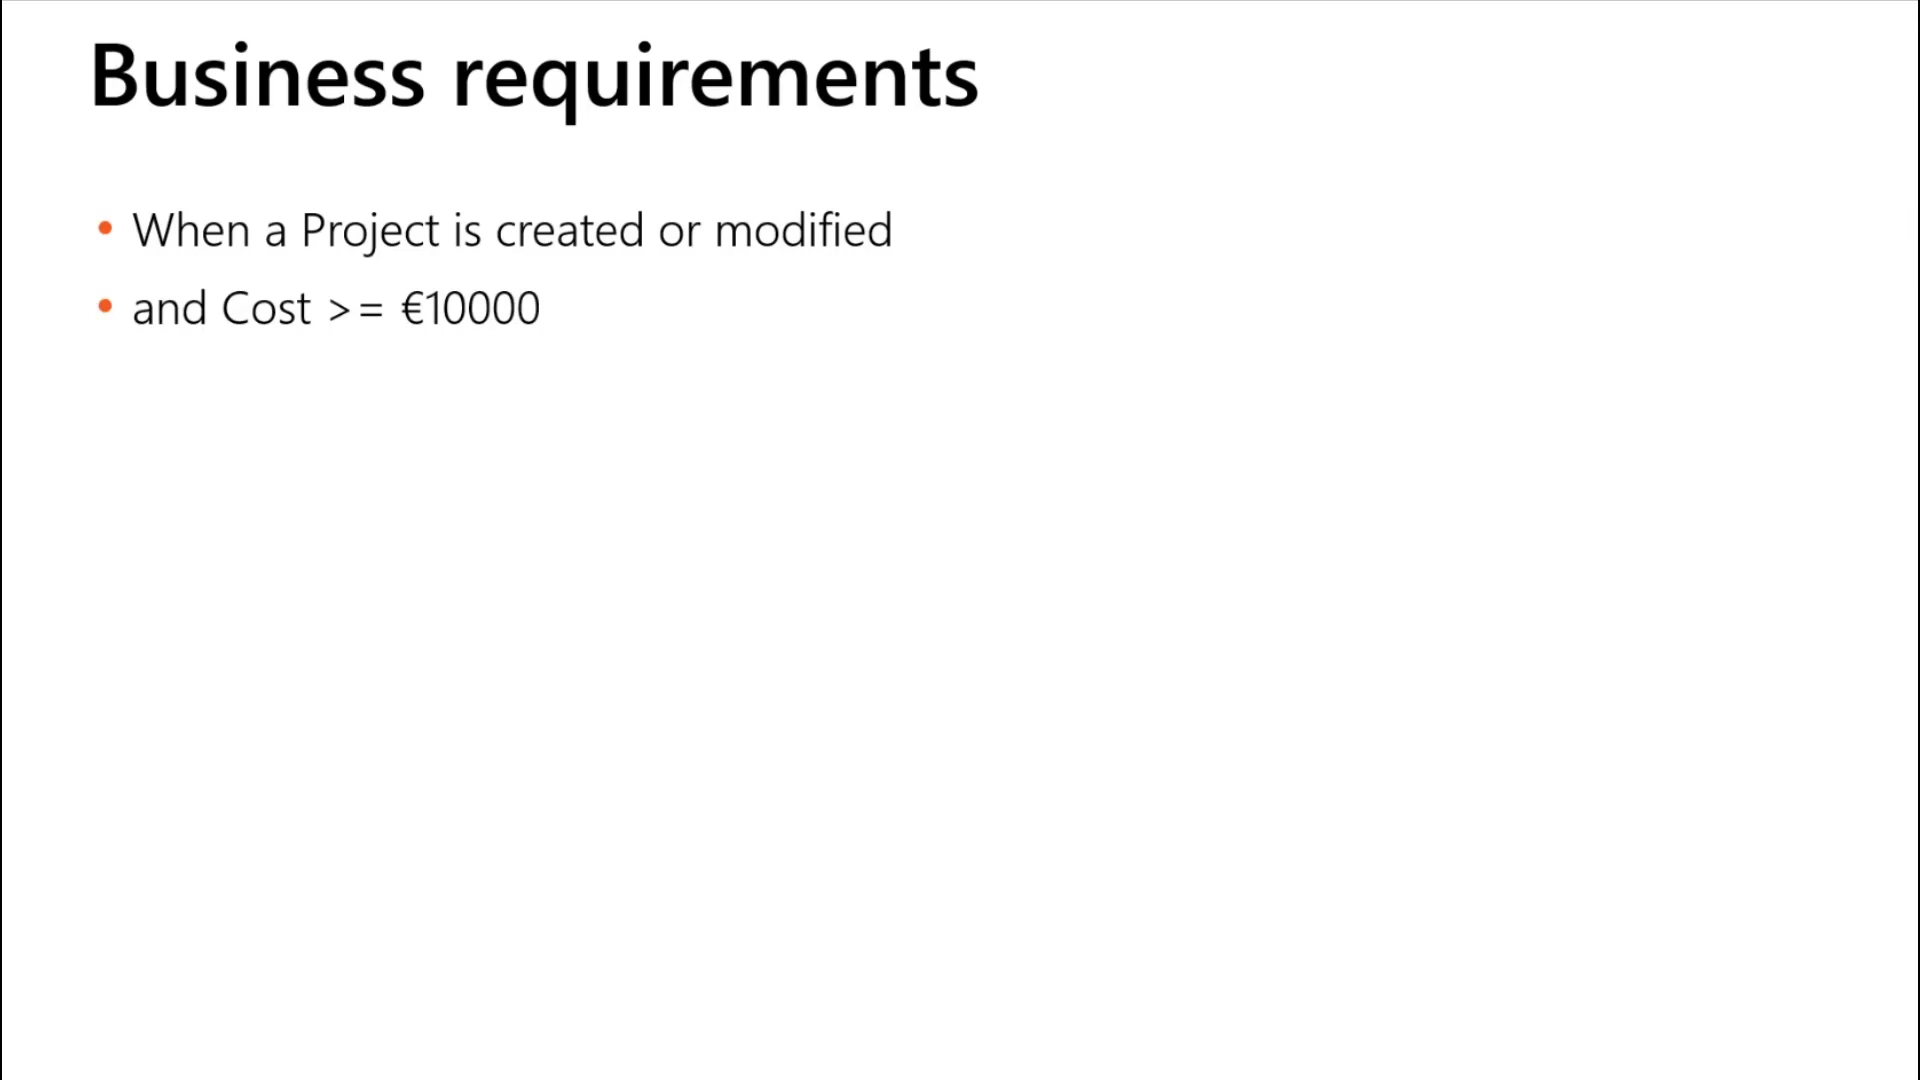 Business requirements
• When a Project is created or modified
• and Cost >= €10000